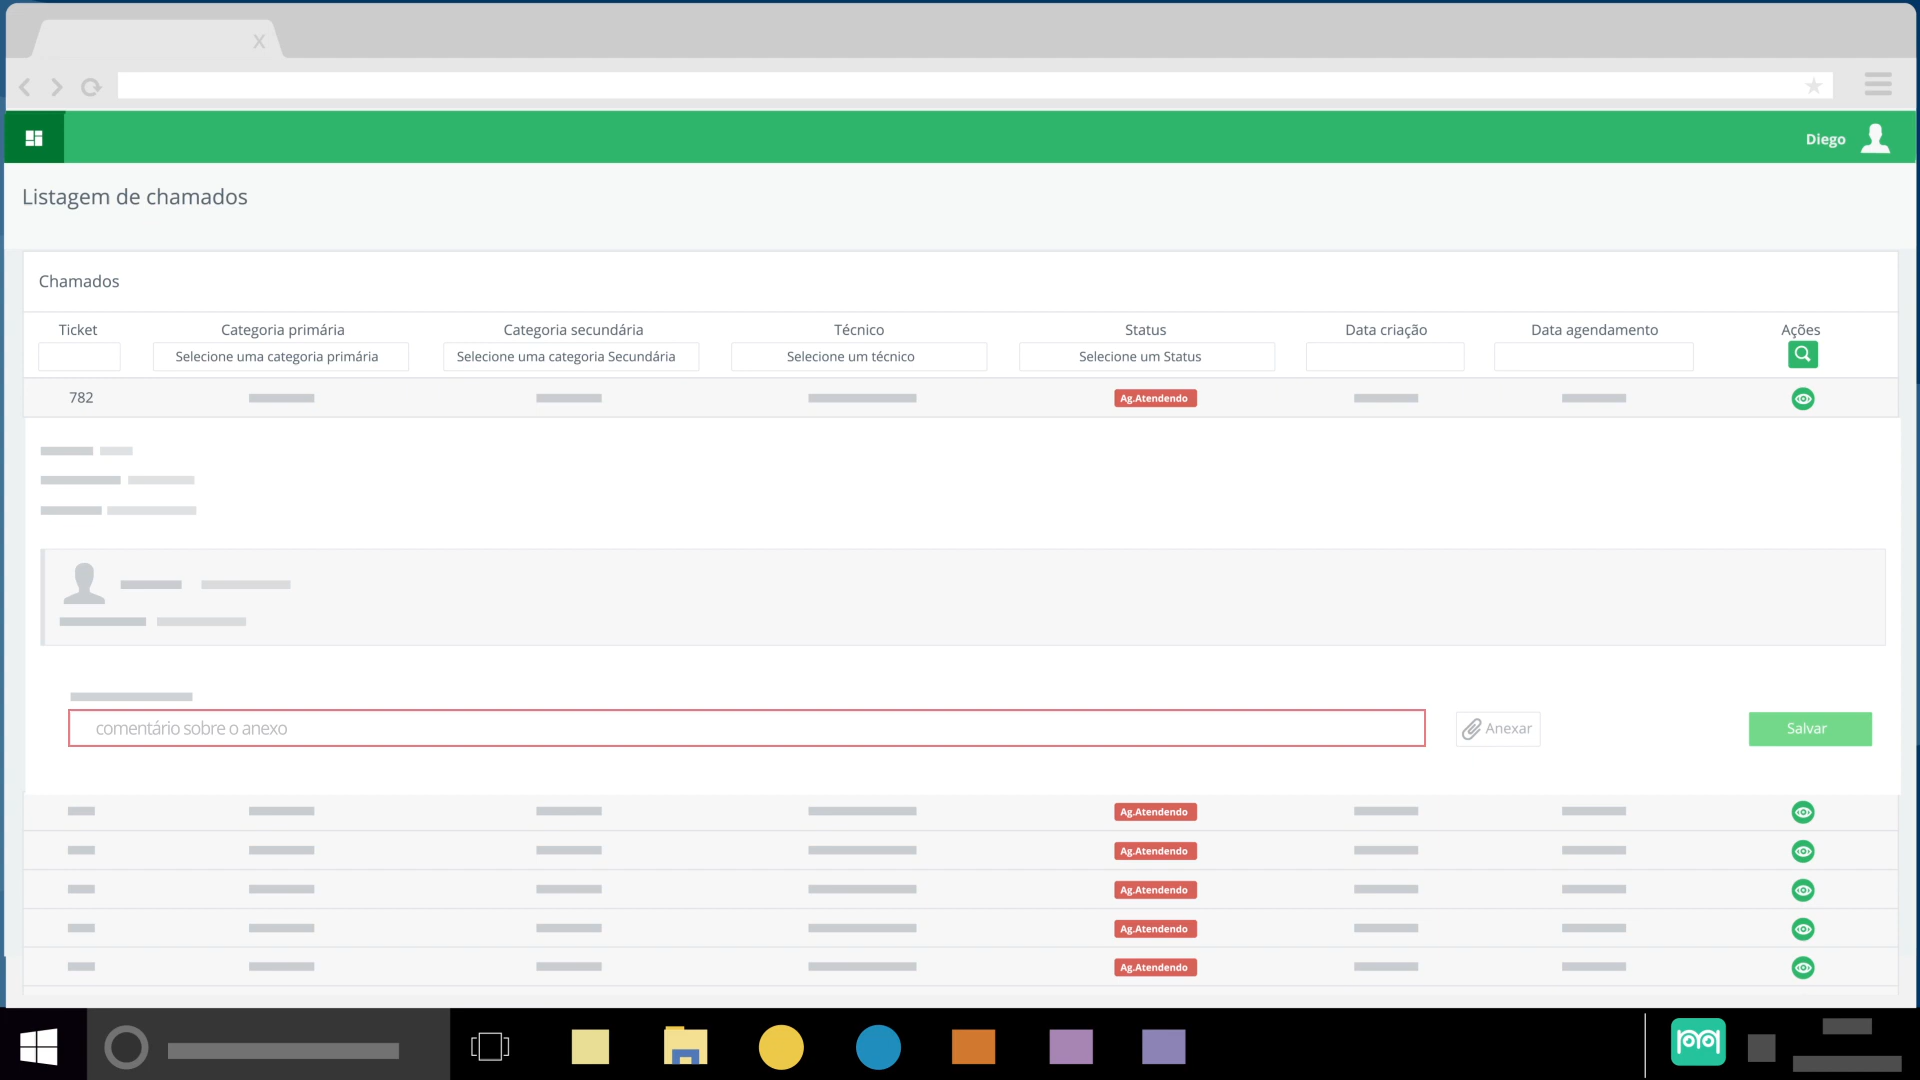 X
Diego
Listagem de chamados
Chamados
Ticket Categoria primária Categoria secundária Técnico Status Data criação Data agendamento Ações
Selecione uma categoria primária Selecione uma categoria Secundária Selecione um técnico Selecione um Status
782 Ag.Atendendo
comentário sobre o anexo Anexar Salvar
Ag.Atendendo
Ag.Atendendo
Ag.Atendendo
Ag.Atendendo
Ag.Atendendo